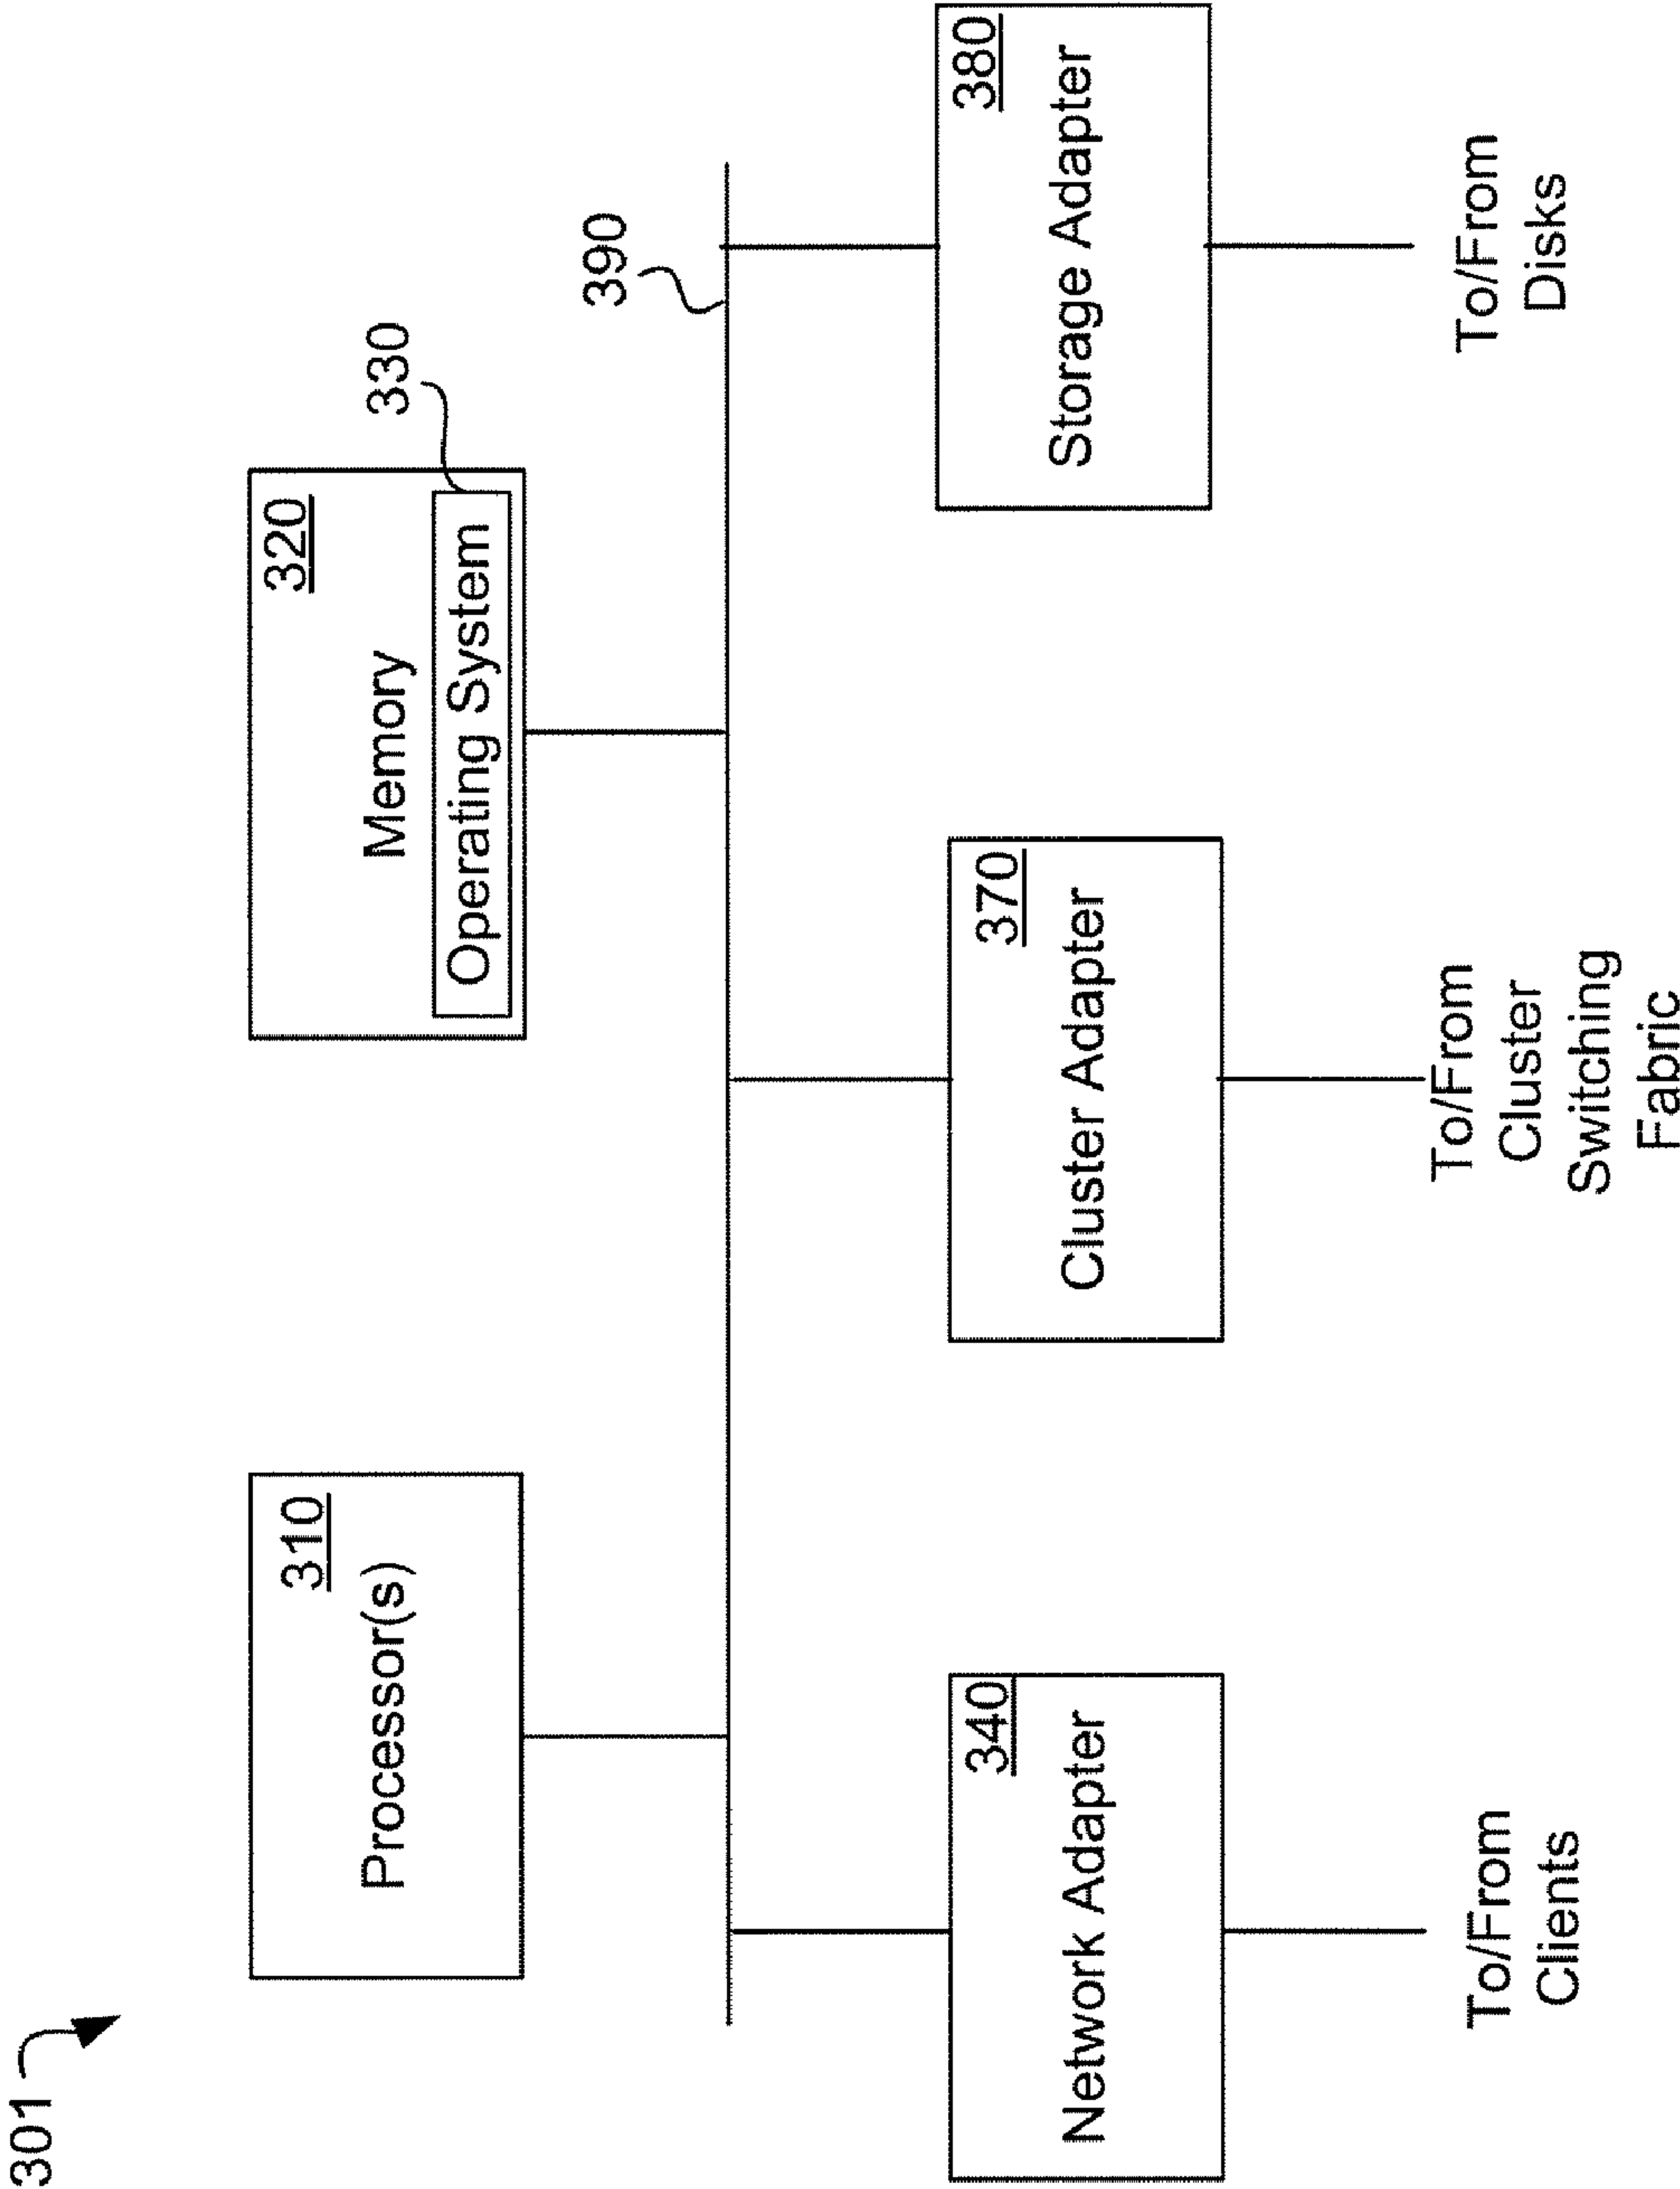 301
310
Processor(s)
320
Memory
Operating System
330
390
340
Network Adapter
370
Cluster Adapter
380
Storage Adapter
To/From
Clients
To/From
Cluster
Switching
Fabric
To/From
Disks